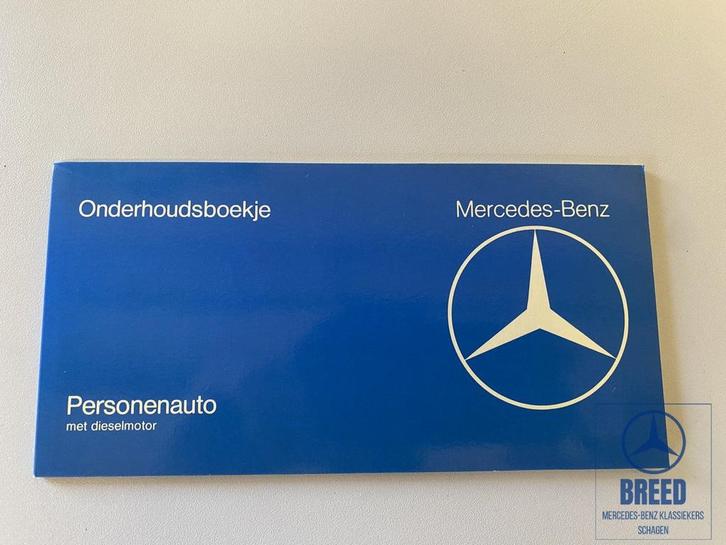 Onderhoudsboekje
Mercedes-Benz
Personenauto
met dieselmotor
BREED
MERCEDES-BENZ KLASSIEKERS
SCHAGEN